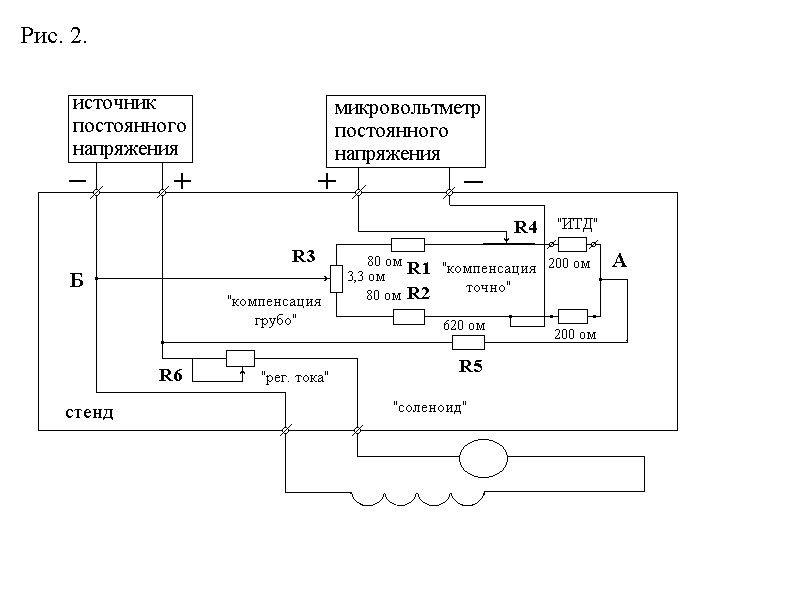 Рис. 2.
источник
постоянного
напряжения
микровольтметр
постоянного
напряжения
− +
+ −
R4
"ИТД"
R3
80 ом
R1
"компенсация
точно"
200 ом
А
3,3 ом
Б
80 ом
R2
"компенсация
грубо"
620 ом
200 ом
R5
R6
"рег. тока"
"соленоид"
стенд